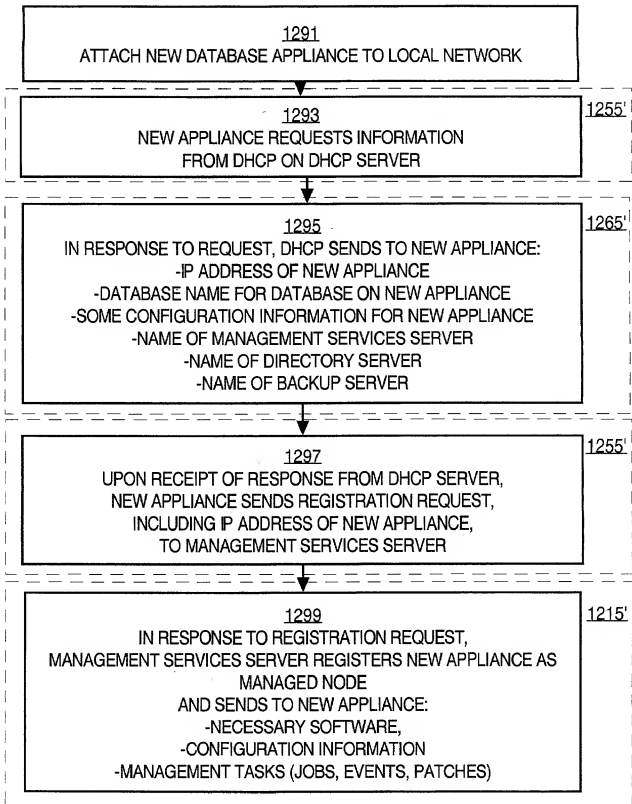 1291
ATTACH NEW DATABASE APPLIANCE TO LOCAL NETWORK
1255'
1293
NEW APPLIANCE REQUESTS INFORMATION
FROM DHCP ON DHCP SERVER
1265'
1295
IN RESPONSE TO REQUEST, DHCP SENDS TO NEW APPLIANCE:
-IP ADDRESS OF NEW APPLIANCE
-DATABASE NAME FOR DATABASE ON NEW APPLIANCE
-SOME CONFIGURATION INFORMATION FOR NEW APPLIANCE
-NAME OF MANAGEMENT SERVICES SERVER
-NAME OF DIRECTORY SERVER
-NAME OF BACKUP SERVER
1255'
1297
UPON RECEIPT OF RESPONSE FROM DHCP SERVER,
NEW APPLIANCE SENDS REGISTRATION REQUEST,
INCLUDING IP ADDRESS OF NEW APPLIANCE,
TO MANAGEMENT SERVICES SERVER
1215'
1299
IN RESPONSE TO REGISTRATION REQUEST,
MANAGEMENT SERVICES SERVER REGISTERS NEW APPLIANCE AS
MANAGED NODE
AND SENDS TO NEW APPLIANCE:
-NECESSARY SOFTWARE,
-CONFIGURATION INFORMATION
-MANAGEMENT TASKS (JOBS, EVENTS, PATCHES)